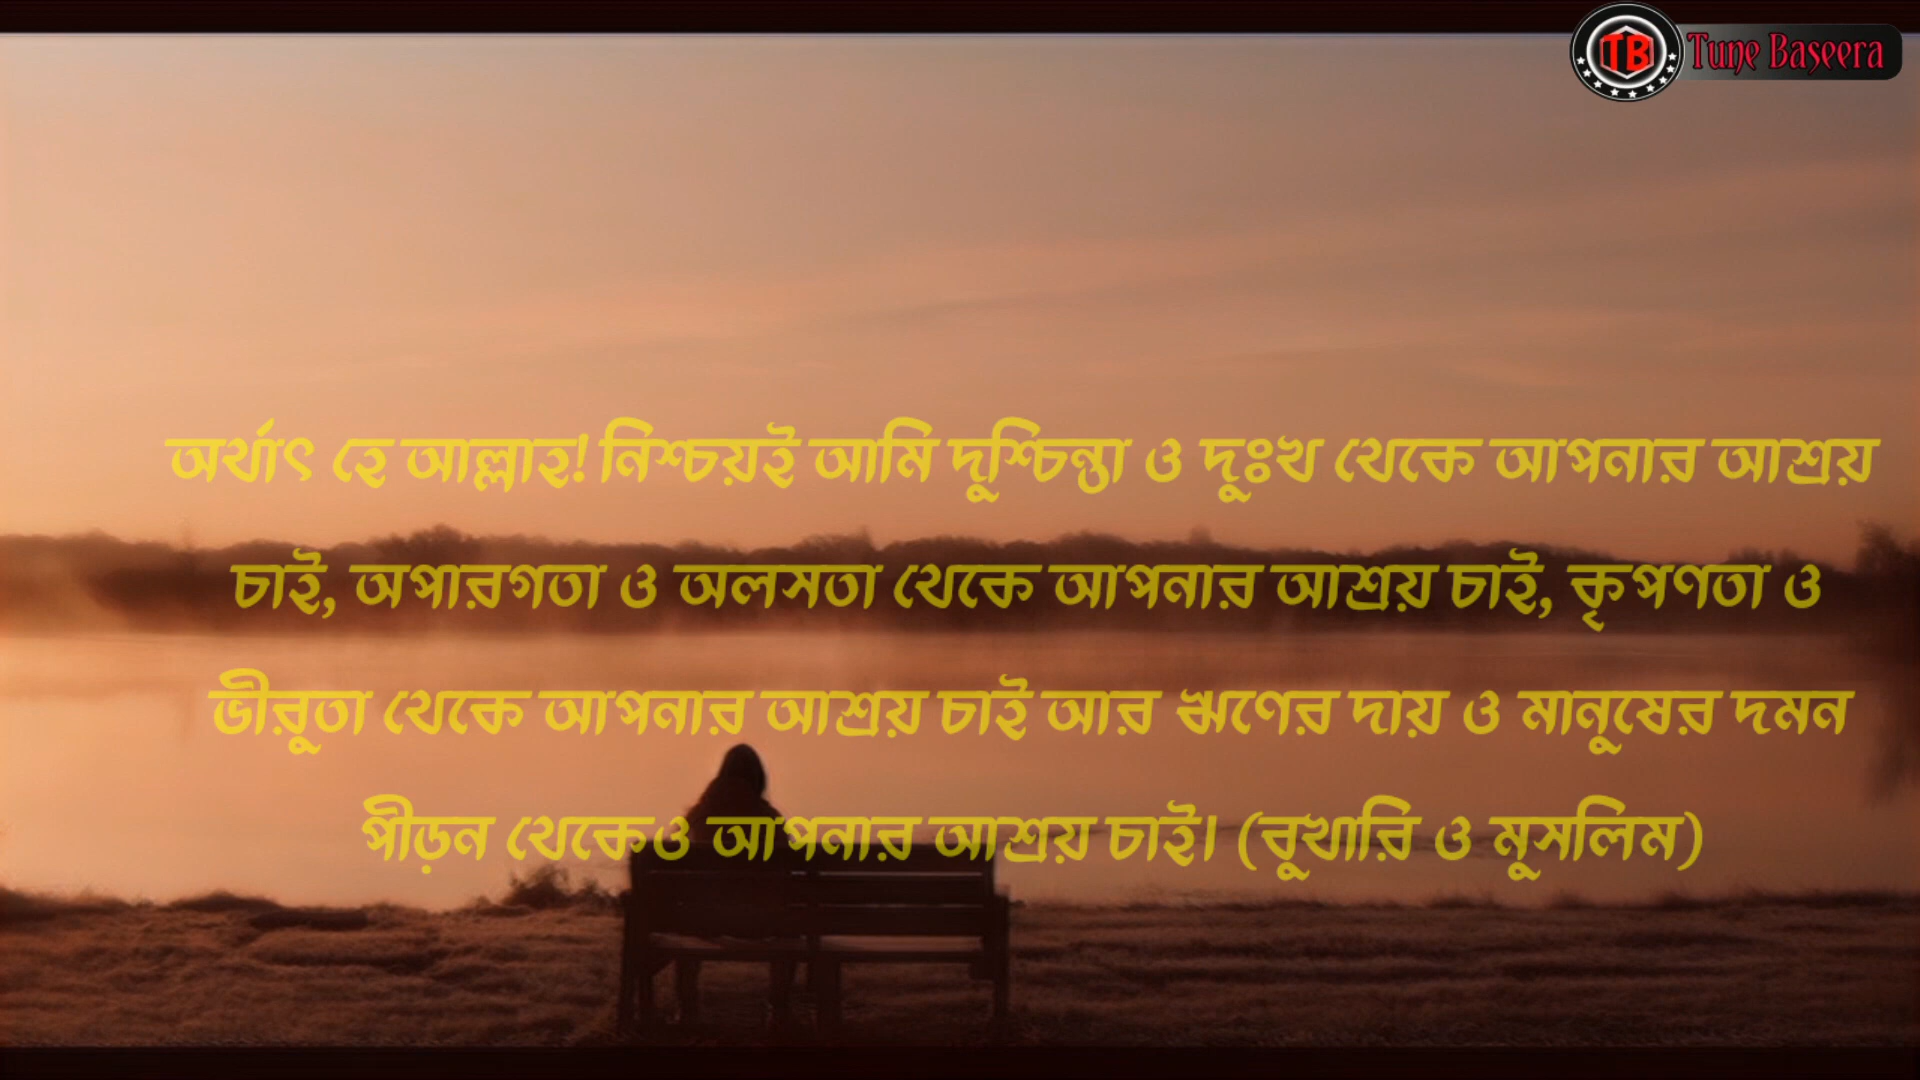 TB Tune Baseera
অর্থাৎ হে আল্লাহ! নিশ্চয়ই আমি দুশ্চিন্তা ও দুঃখ থেকে আপনার আশ্রয়
চাই, অপারগতা ও অলসতা থেকে আপনার আশ্রয় চাই, কৃপণতা ও
ভীরুতা থেকে আপনার আশ্রয় চাই আর ঋণের দায় ও মানুষের দমন
পীড়ন থেকেও আপনার আশ্রয় চাই। (বুখারি ও মুসলিম)